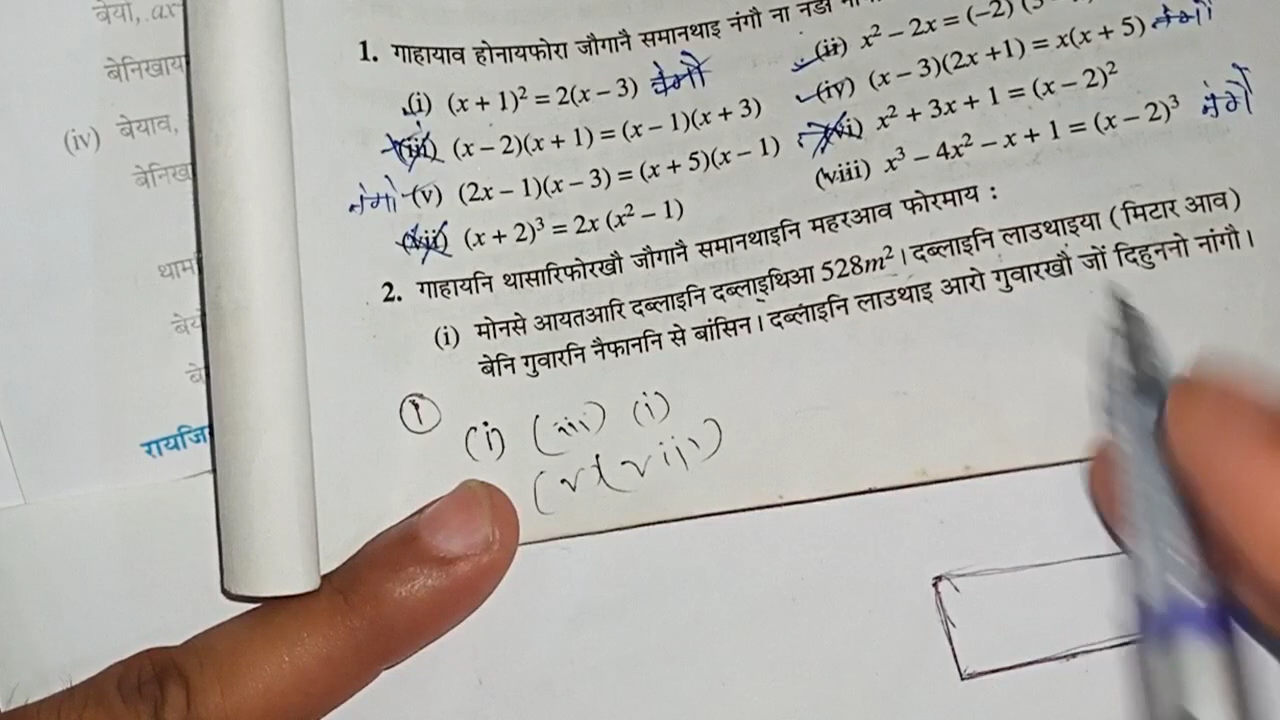 बेयो, ax
बेनिखाय
(iv) बेयाव,
बेनिख
थाम
बे
रायजि
1. गाहायाव होनायफोरा जौगानै समानथाइ नंगौ ना नङा
(i) (x + 1)² = 2(x − 3) नंगौ
(ii) x² − 2x = (−2) (3 −
(iii) (x − 2)(x + 1) = (x − 1)(x + 3)
(iv) (x − 3)(2x + 1) = x(x + 5) नंगौ
नंगौ (v) (2x − 1)(x − 3) = (x + 5)(x − 1)
(vi) x² + 3x + 1 = (x − 2)²
(vii) (x + 2)³ = 2x (x² − 1)
(viii) x³ − 4x² − x + 1 = (x − 2)³ नंगौ
2. गाहायनि थासारिफोरखौ जौगानै समानथाइनि महरआव फोरमाय :
(i) मोनसे आयतआरि दब्लाइनि दब्लाइथिआ 528m² । दब्लाइनि लाउथाइया ( मिटार आव)
बेनि गुवारनि नैफाननि से बांसिन । दब्लाइनि लाउथाइ आरो गुवारखौ जों दिहुननो नांगौ ।
1
(i) (iii) (i)
(v) (vii)